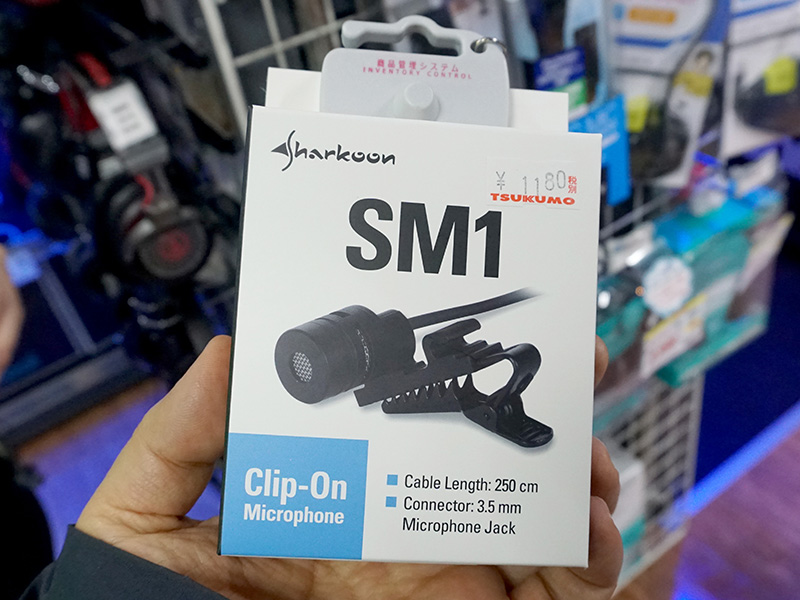 商品管理システム
INVENTORY CONTROL
Sharkoon
¥ 1180 税別
TSUKUMO
SM1
Clip-On
Microphone
Cable Length: 250 cm
Connector: 3.5 mm
Microphone Jack